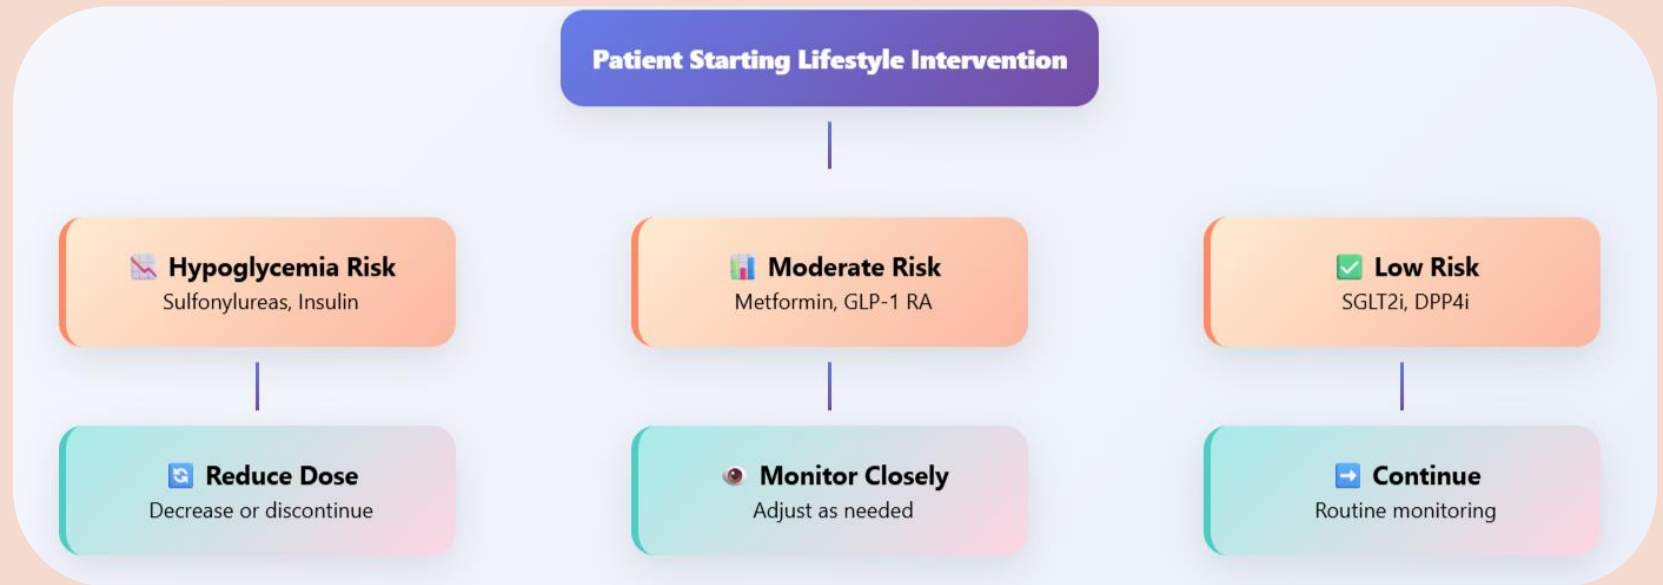 Patient Starting Lifestyle Intervention
Hypoglycemia Risk
Sulfonylureas, Insulin
Moderate Risk
Metformin, GLP-1 RA
Low Risk
SGLT2i, DPP4i
Reduce Dose
Decrease or discontinue
Monitor Closely
Adjust as needed
Continue
Routine monitoring